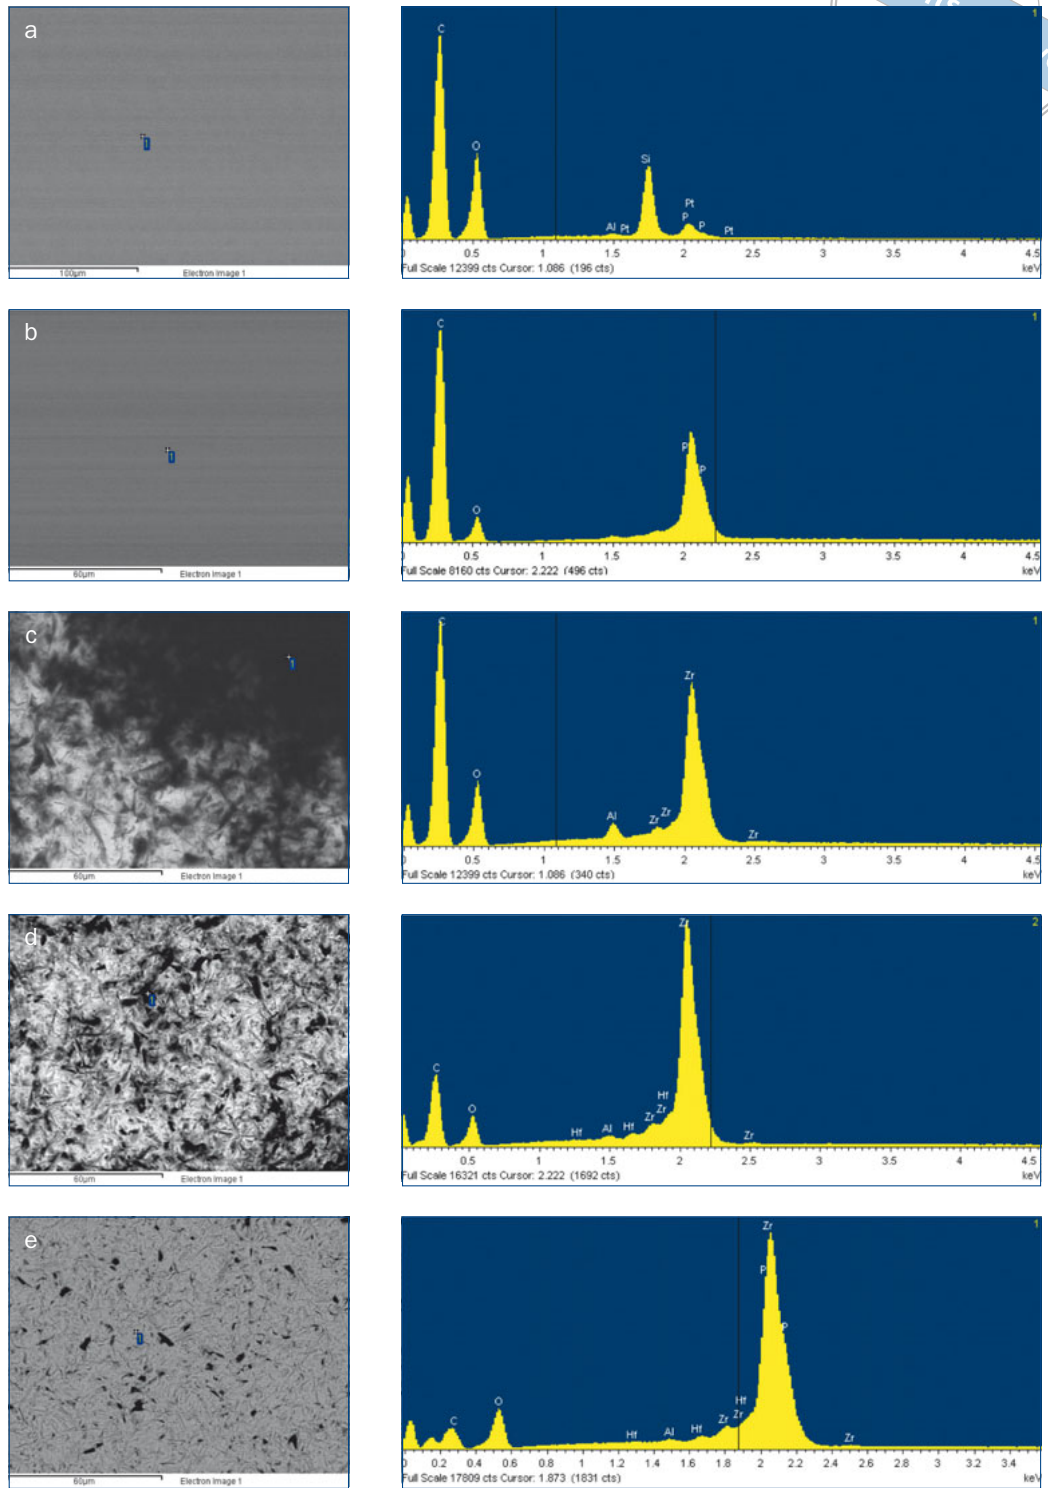 a
1
100µm Electron Image 1
1
C
O
Si
Al Pt
Pt
P P
Pt
0.5 1 1.5 2 2.5 3 3.5 4 4.5
Full Scale 12399 cts Cursor: 1.086 (196 cts) keV
b
1
60µm Electron Image 1
1
C
O
P
P
0.5 1 1.5 2 2.5 3 3.5 4 4.5
Full Scale 8160 cts Cursor: 2.222 (496 cts) keV
c
1
60µm Electron Image 1
1
C
O
Al
Zr Zr
Zr
Zr
0 0.5 1 1.5 2 2.5 3 3.5 4 4.5
Full Scale 12399 cts Cursor: 1.086 (340 cts) keV
d
1
60µm Electron Image 1
2
C
O
Hf Al Hf
Zr Zr
Hf
Zr
Zr
0.5 1 1.5 2 2.5 3 3.5 4 4.5
Full Scale 16321 cts Cursor: 2.222 (1692 cts) keV
e
1
60µm Electron Image 1
1
C
O
Hf Al Hf
Zr Zr
Hf
P
Zr
P
Zr
0 0.2 0.4 0.6 0.8 1 1.2 1.4 1.6 1.8 2 2.2 2.4 2.6 2.8 3 3.2 3.4
Full Scale 17809 cts Cursor: 1.873 (1831 cts) keV